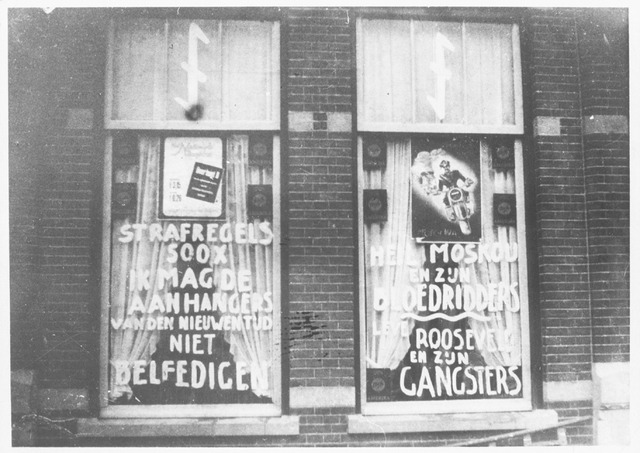 STRAFREGELS
50 X
IK MAG DE
AANHANGERS
VAN DEN NIEUWEN TIJD
NIET
BELEEDIGEN
HEIL MOSKOU
EN ZIJN
BLOEDRIDDERS
ROOSEVELT
EN ZIJN
GANGSTERS